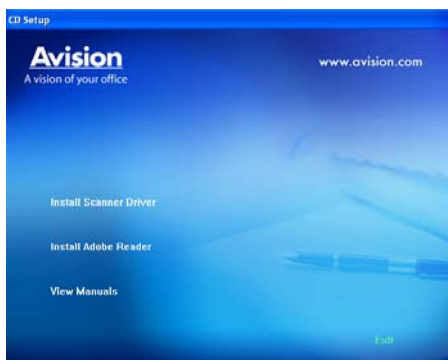 CD Setup
Avision
www.avision.com
A vision of your office
Install Scanner Driver
Install Adobe Reader
View Manuals
Exit